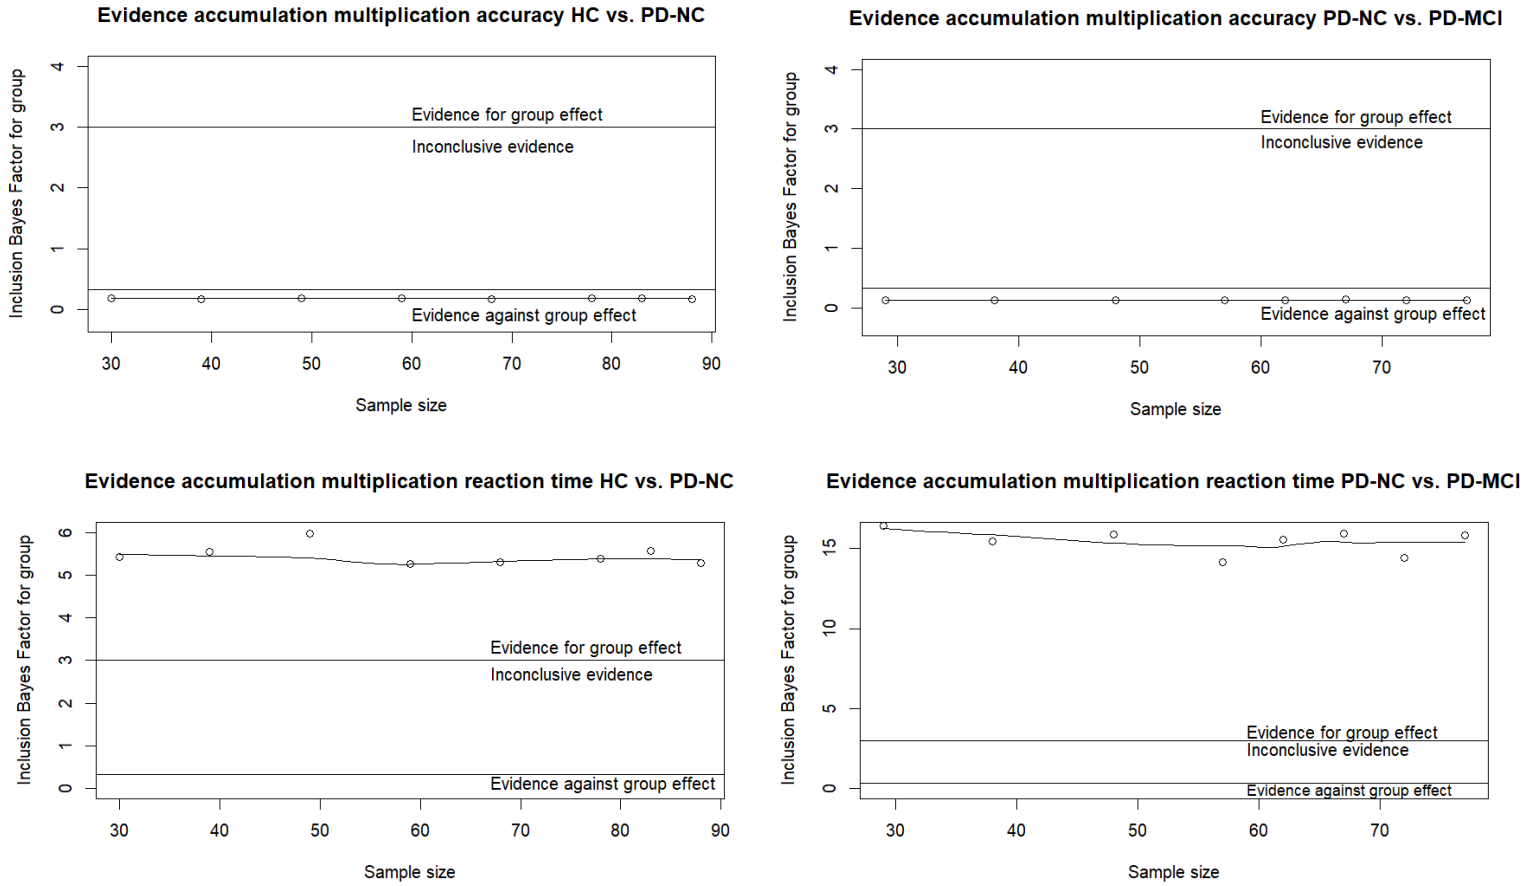 Evidence accumulation multiplication accuracy HC vs. PD-NC
Inclusion Bayes Factor for group
4
3
2
1
0
Evidence for group effect
Inconclusive evidence
Evidence against group effect
30 40 50 60 70 80 90
Sample size
Evidence accumulation multiplication accuracy PD-NC vs. PD-MCI
Inclusion Bayes Factor for group
4
3
2
1
0
Evidence for group effect
Inconclusive evidence
Evidence against group effect
30 40 50 60 70
Sample size
Evidence accumulation multiplication reaction time HC vs. PD-NC
Inclusion Bayes Factor for group
6
5
4
3
2
1
0
Evidence for group effect
Inconclusive evidence
Evidence against group effect
30 40 50 60 70 80 90
Sample size
Evidence accumulation multiplication reaction time PD-NC vs. PD-MCI
Inclusion Bayes Factor for group
15
10
5
0
Evidence for group effect
Inconclusive evidence
Evidence against group effect
30 40 50 60 70
Sample size